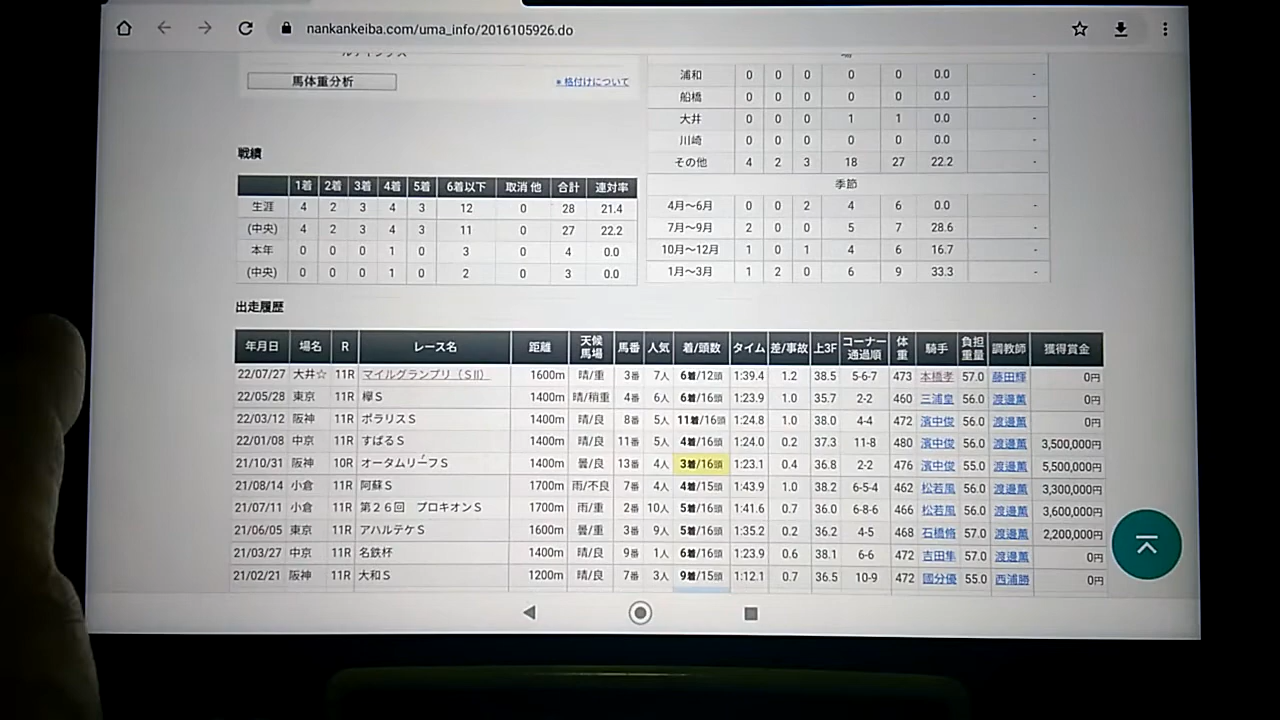 nankankeiba.com/uma_info/2016105926.do
馬体重分析
※格付けについて
浦和 0 0 0 0 0 0.0 -
船橋 0 0 0 0 0 0.0 -
大井 0 0 0 1 1 0.0 -
川崎 0 0 0 0 0 0.0 -
その他 4 2 3 18 27 22.2 -
季節
4月～6月 0 0 2 4 6 0.0 -
7月～9月 2 0 0 5 7 28.6 -
10月～12月 1 0 1 4 6 16.7 -
1月～3月 1 2 0 6 9 33.3 -
戦績
1着 2着 3着 4着 5着 6着以下 取消 他 合計 連対率
生涯 4 2 3 4 3 12 0 28 21.4
(中央) 4 2 3 4 3 11 0 27 22.2
本年 0 0 0 1 0 3 0 4 0.0
(中央) 0 0 0 1 0 2 0 3 0.0
出走履歴
年月日 場名 R レース名 距離 天候馬場 馬番 人気 着/頭数 タイム 差/事故 上3F コーナー通過順 体重 騎手 負担重量 調教師 獲得賞金
22/07/27 大井☆ 11R マイルグランプリ（SⅡ） 1600m 晴/重 3番 7人 6着/12頭 1:39.4 1.2 38.5 5-6-7 473 本橋孝 57.0 藤田輝 0円
22/05/28 東京 11R 欅S 1400m 晴/稍重 4番 6人 6着/16頭 1:23.9 1.0 35.7 2-2 460 三浦皇 56.0 渡邊薫 0円
22/03/12 阪神 11R ポラリスS 1400m 晴/良 8番 5人 11着/16頭 1:24.8 1.0 38.0 4-4 472 濱中俊 56.0 渡邊薫 0円
22/01/08 中京 11R すばるS 1400m 晴/良 11番 5人 4着/16頭 1:24.0 0.2 37.3 11-8 480 濱中俊 56.0 渡邊薫 3,500,000円
21/10/31 阪神 10R オータムリーフS 1400m 曇/良 13番 4人 3着/16頭 1:23.1 0.4 36.8 2-2 476 濱中俊 55.0 渡邊薫 5,500,000円
21/08/14 小倉 11R 阿蘇S 1700m 雨/不良 7番 4人 4着/15頭 1:43.9 1.0 38.2 6-5-4 462 松若風 56.0 渡邊薫 3,300,000円
21/07/11 小倉 11R 第２６回 プロキオンS 1700m 雨/重 2番 10人 5着/16頭 1:41.6 0.7 36.0 6-8-6 466 松若風 56.0 渡邊薫 3,600,000円
21/06/05 東京 11R アハルテケS 1600m 曇/重 3番 9人 5着/16頭 1:35.2 0.2 36.2 4-5 468 石橋脩 57.0 渡邊薫 2,200,000円
21/03/27 中京 11R 名鉄杯 1400m 晴/良 9番 1人 6着/16頭 1:23.9 0.6 38.1 6-6 472 吉田隼 57.0 渡邊薫 0円
21/02/21 阪神 11R 大和S 1200m 晴/良 7番 3人 9着/15頭 1:12.1 0.7 36.5 10-9 472 國分優 55.0 西浦勝 0円